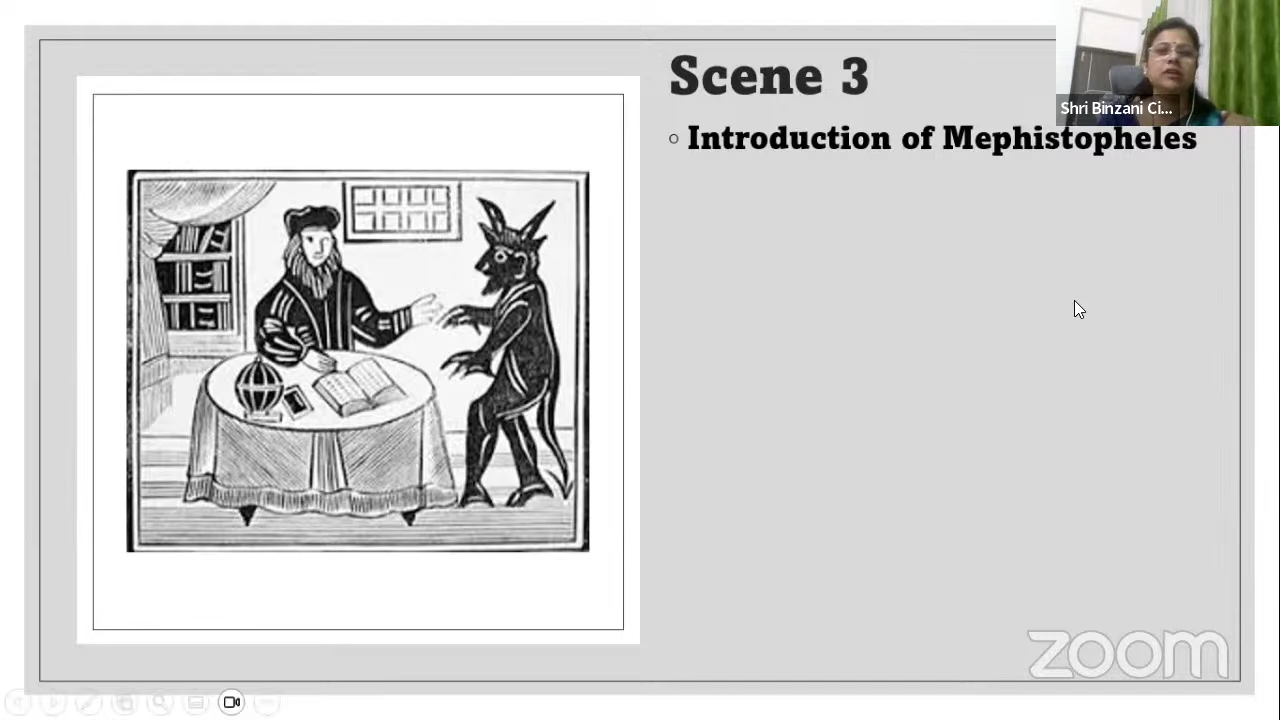 Scene 3
Shri Binzani Ci...
Introduction of Mephistopheles
zoom